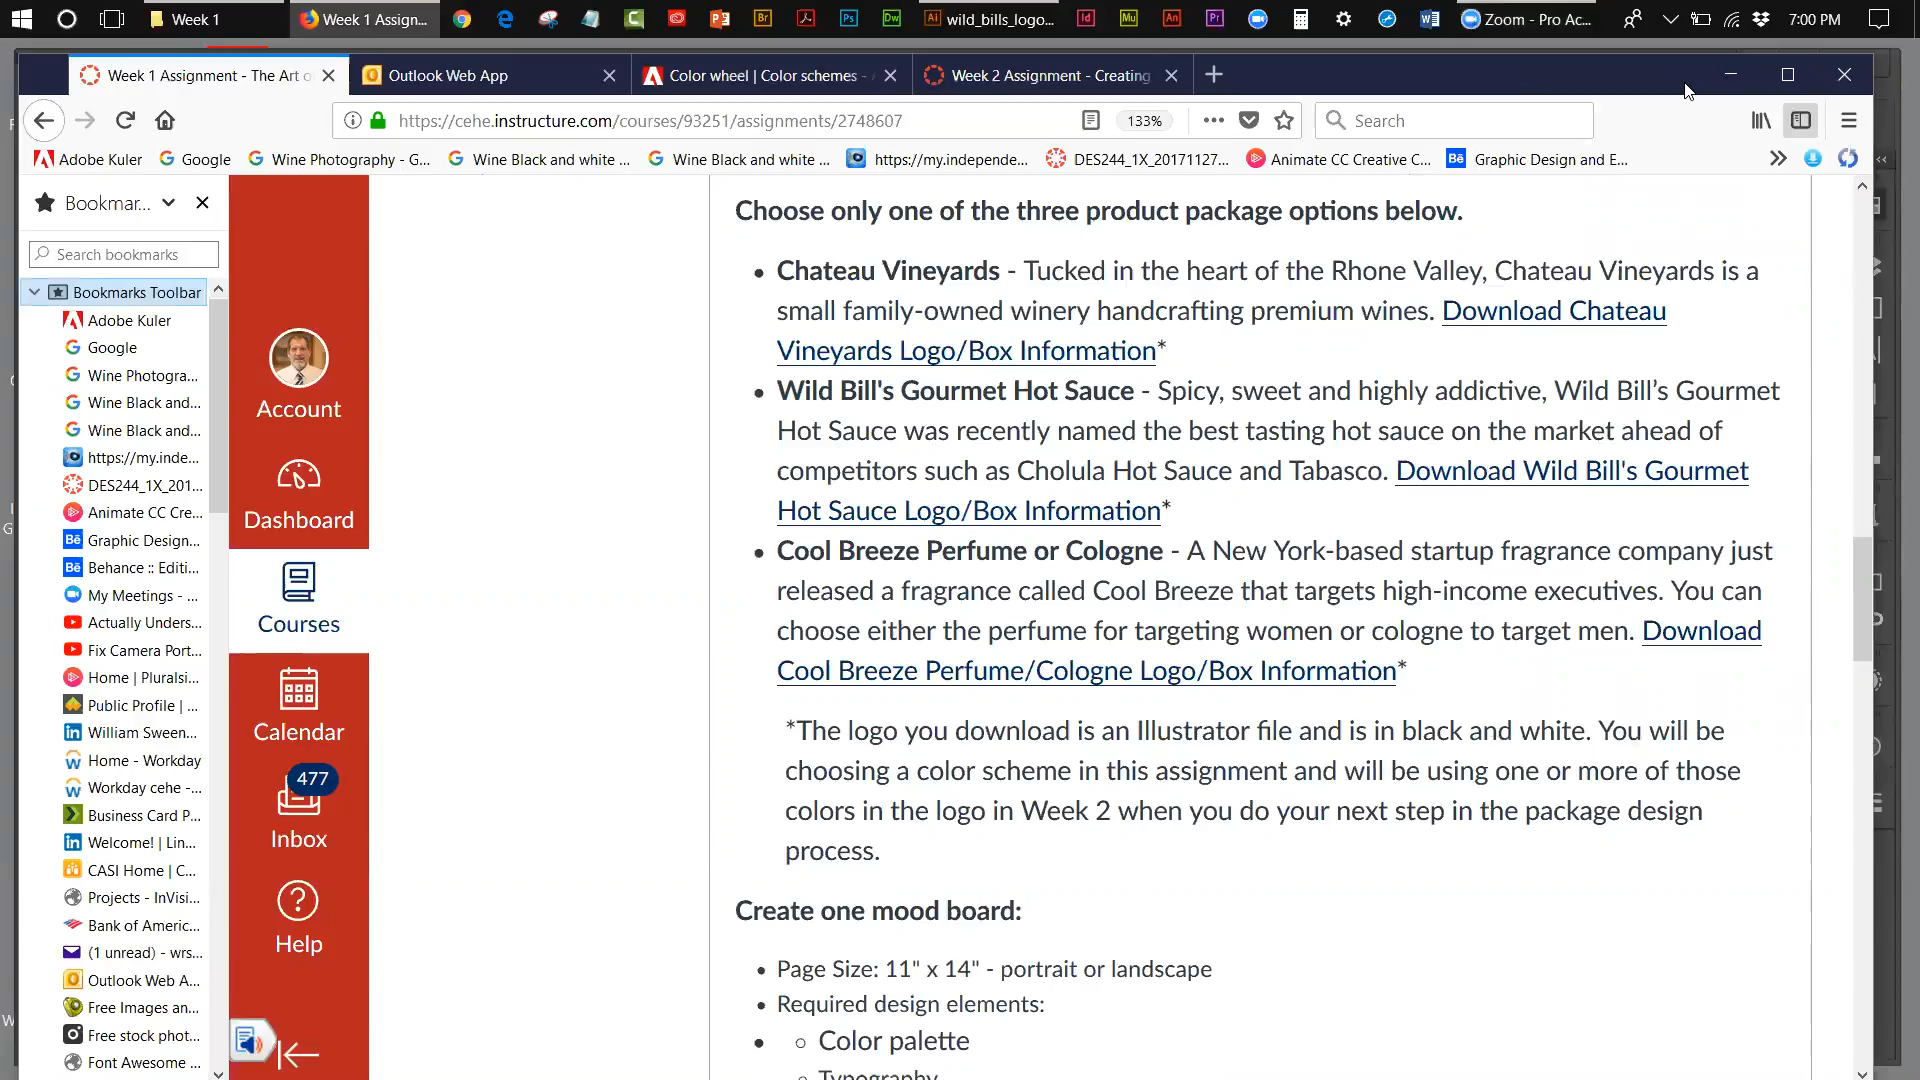 Week 1
Week 1 Assign...
wild_bills_logo...
Zoom - Pro Ac...
7:00 PM
Week 1 Assignment - The Art o
Outlook Web App
Color wheel | Color schemes -
Week 2 Assignment - Creating
https://cehe.instructure.com/courses/93251/assignments/2748607
133%
Search
Adobe Kuler
Google
Wine Photography - G...
Wine Black and white ...
Wine Black and white ...
https://my.independe...
DES244_1X_20171127...
Animate CC Creative C...
Graphic Design and E...
Bookmar...
Search bookmarks
Bookmarks Toolbar
Adobe Kuler
Google
Wine Photogra...
Wine Black and...
Wine Black and...
https://my.inde...
DES244_1X_201...
Animate CC Cre...
Graphic Design...
Behance :: Editi...
My Meetings - ...
Actually Unders...
Fix Camera Port...
Home | Pluralsi...
Public Profile | ...
William Sween...
Home - Workday
Workday cehe -...
Business Card P...
Welcome! | Lin...
CASI Home | C...
Projects - InVisi...
Bank of Americ...
(1 unread) - wrs...
Outlook Web A...
Free Images an...
Free stock phot...
Font Awesome ...
Account
Dashboard
Courses
Calendar
477
Inbox
Help
Choose only one of the three product package options below.
• Chateau Vineyards - Tucked in the heart of the Rhone Valley, Chateau Vineyards is a
small family-owned winery handcrafting premium wines. Download Chateau
Vineyards Logo/Box Information*
• Wild Bill's Gourmet Hot Sauce - Spicy, sweet and highly addictive, Wild Bill’s Gourmet
Hot Sauce was recently named the best tasting hot sauce on the market ahead of
competitors such as Cholula Hot Sauce and Tabasco. Download Wild Bill's Gourmet
Hot Sauce Logo/Box Information*
• Cool Breeze Perfume or Cologne - A New York-based startup fragrance company just
released a fragrance called Cool Breeze that targets high-income executives. You can
choose either the perfume for targeting women or cologne to target men. Download
Cool Breeze Perfume/Cologne Logo/Box Information*
*The logo you download is an Illustrator file and is in black and white. You will be
choosing a color scheme in this assignment and will be using one or more of those
colors in the logo in Week 2 when you do your next step in the package design
process.
Create one mood board:
• Page Size: 11" x 14" - portrait or landscape
• Required design elements:
Color palette
Typography